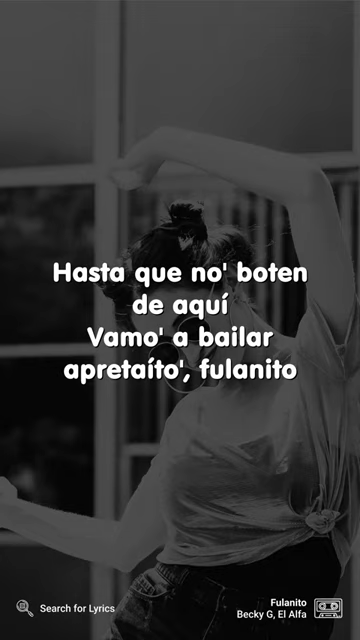 Hasta que no' boten
de aquí
Vamo' a bailar
apretaíto', fulanito
Search for Lyrics
Fulanito
Becky G, El Alfa